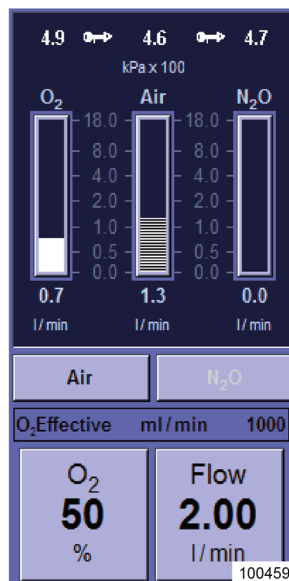 4.9 4.6 4.7
kPa x 100
O₂ Air N₂O
18.0 18.0
8.0 8.0
4.0 4.0
2.0 2.0
1.0 1.0
0.5 0.5
0.0 0.0
0.7 1.3 0.0
l/min l/min l/min
Air N₂O
O₂Effective ml/min 1000
O₂ Flow
50 2.00
% l/min
100459